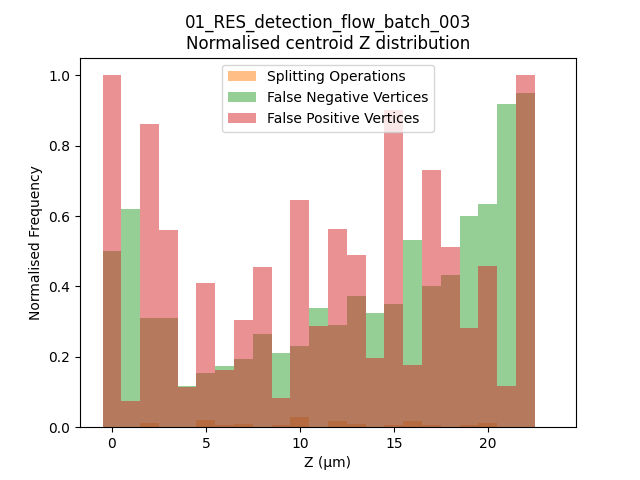 01_RES_detection_flow_batch_003
Normalised centroid Z distribution
Splitting Operations
False Negative Vertices
False Positive Vertices
Normalised Frequency
1.0
0.8
0.6
0.4
0.2
0.0
0 5 10 15 20
Z (μm)